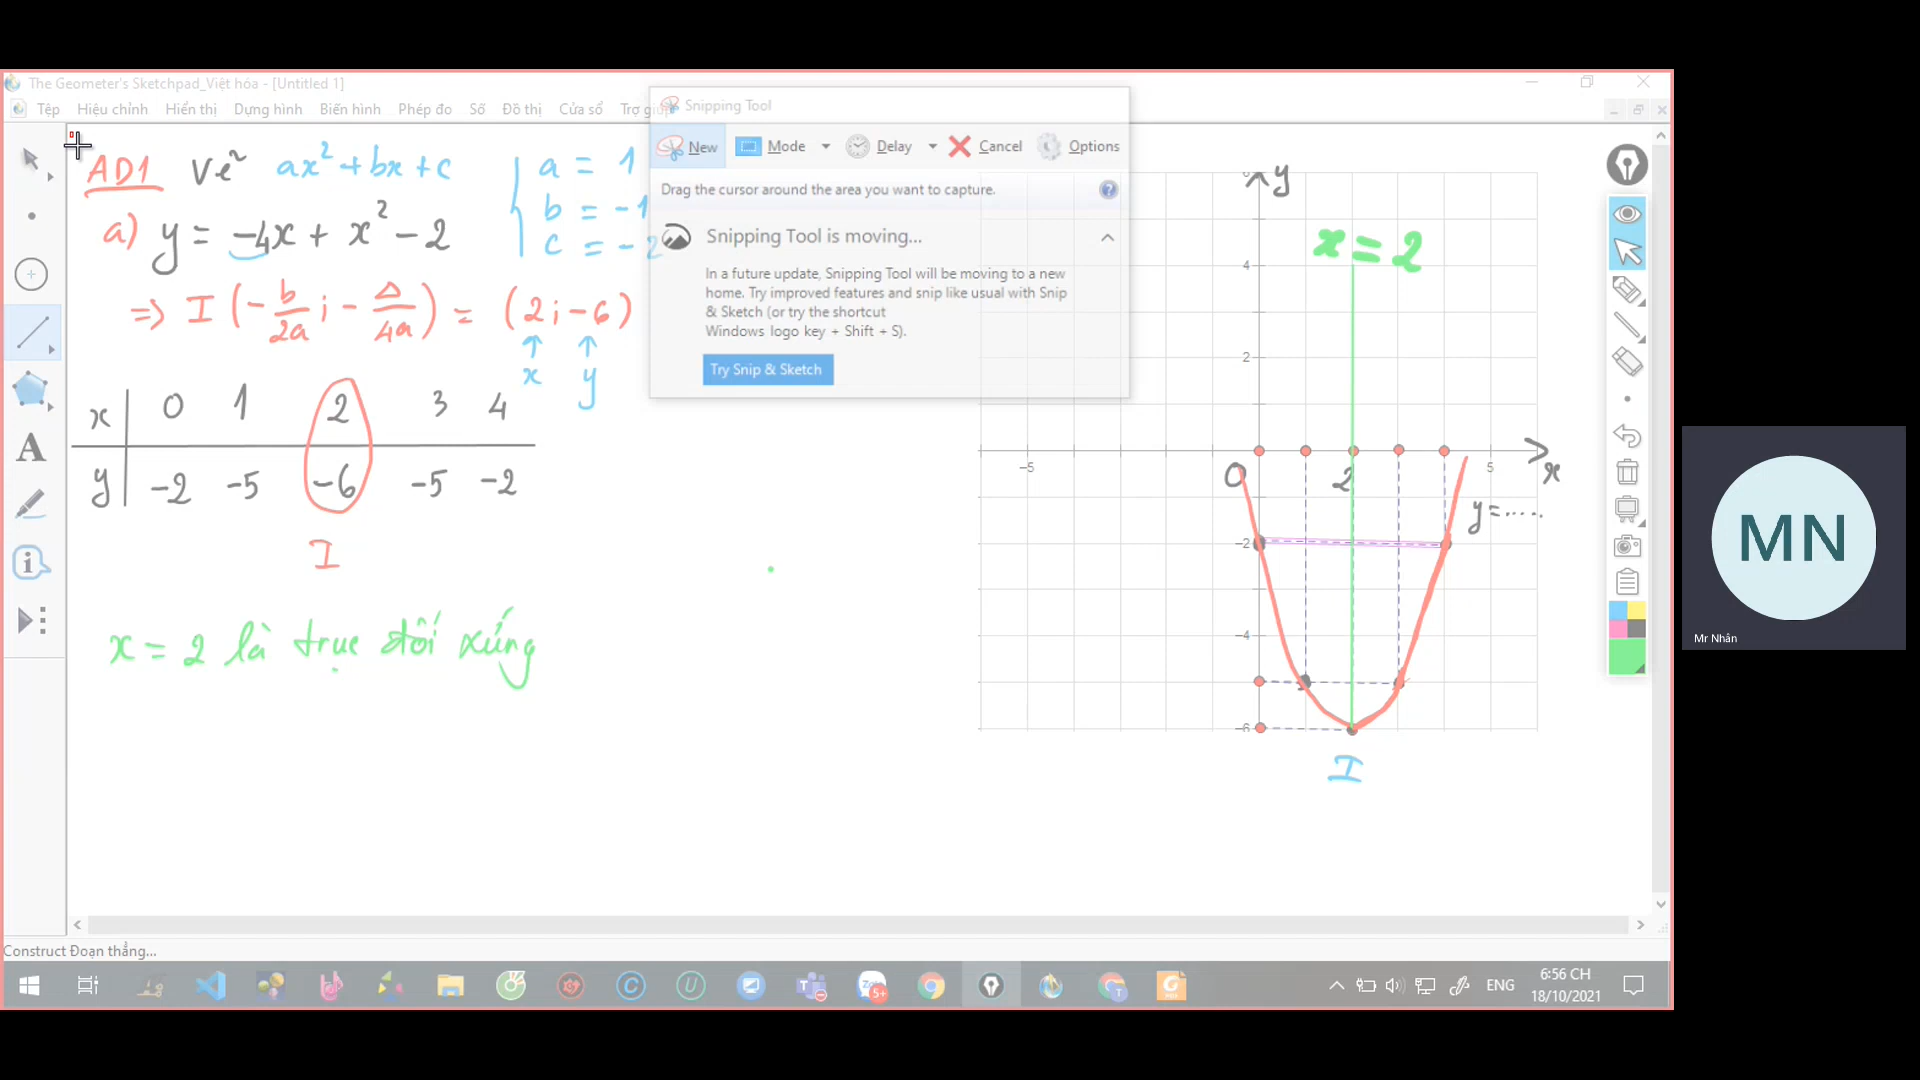 The Geometer's Sketchpad_Việt hóa - [Untitled 1]
Tệp Hiệu chỉnh Hiển thị Dựng hình Biến hình Phép đo Số Đồ thị Cửa sổ Trợ giúp
Snipping Tool
New Mode Delay Cancel Options
Drag the cursor around the area you want to capture.
Snipping Tool is moving...
In a future update, Snipping Tool will be moving to a new
home. Try improved features and snip like usual with Snip
& Sketch (or try the shortcut
Windows logo key + Shift + S).
Try Snip & Sketch
AD1 Vẽ ax² + bx + c
a = 1
b = -
c = -2
a) y = -4x + x² - 2
=> I (-b/2a ; -Δ/4a) = (2 ; -6)
x y
x 0 1 2 3 4
y -2 -5 -6 -5 -2
I
x = 2 là trục đối xứng
y
x = 2
4
2
-5 O 2 5 x
y = .....
-2
-4
-6
I
A
Construct Đoạn thẳng...
MN
Mr Nhân
5+
ENG
6:56 CH
18/10/2021